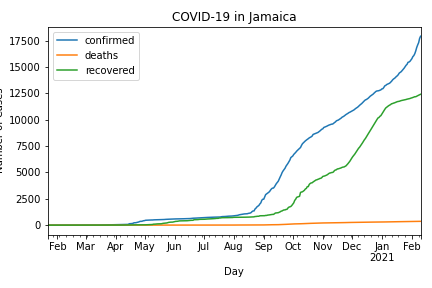 COVID-19 in Jamaica
confirmed
deaths
recovered
17500
15000
12500
10000
7500
5000
2500
0
Feb Mar Apr May Jun Jul Aug Sep Oct Nov Dec Jan Feb
2021
Day